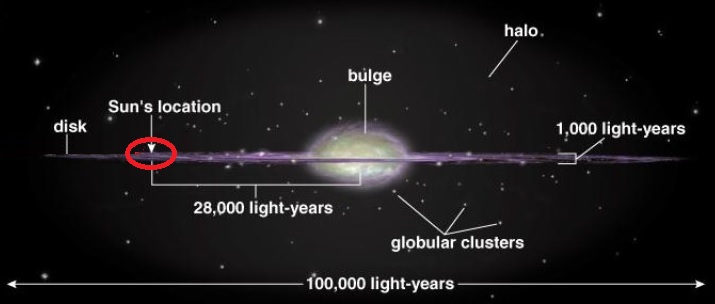 halo
bulge
Sun's location
disk
1,000 light-years
28,000 light-years
globular clusters
100,000 light-years